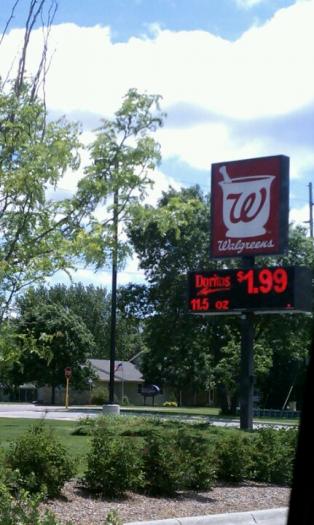 W
Walgreens
Doritos $1.99
11.5 oz